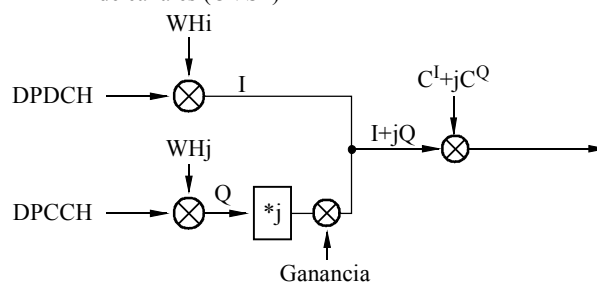 WHi
C^I+jC^Q
DPDCH
I
WHj
I+jQ
DPCCH
Q
*j
Ganancia